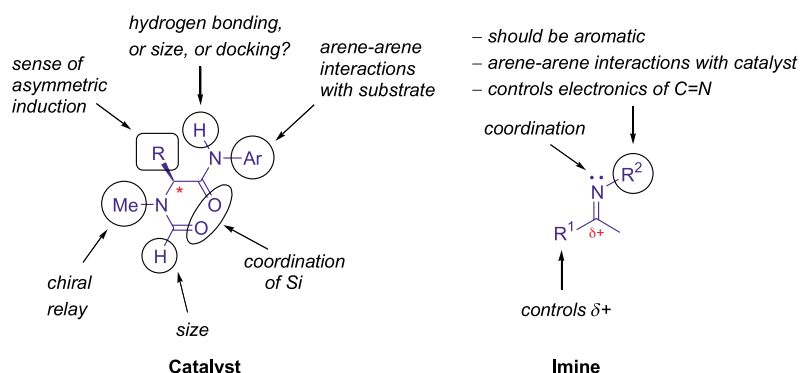 hydrogen bonding,
or size, or docking?
sense of
asymmetric
induction
arene-arene
interactions
with substrate
H
R
N
Ar
*
O
Me
N
O
H
chiral
relay
size
coordination
of Si
Catalyst
– should be aromatic
– arene-arene interactions with catalyst
– controls electronics of C=N
coordination
R²
N
R¹
δ+
controls δ+
Imine